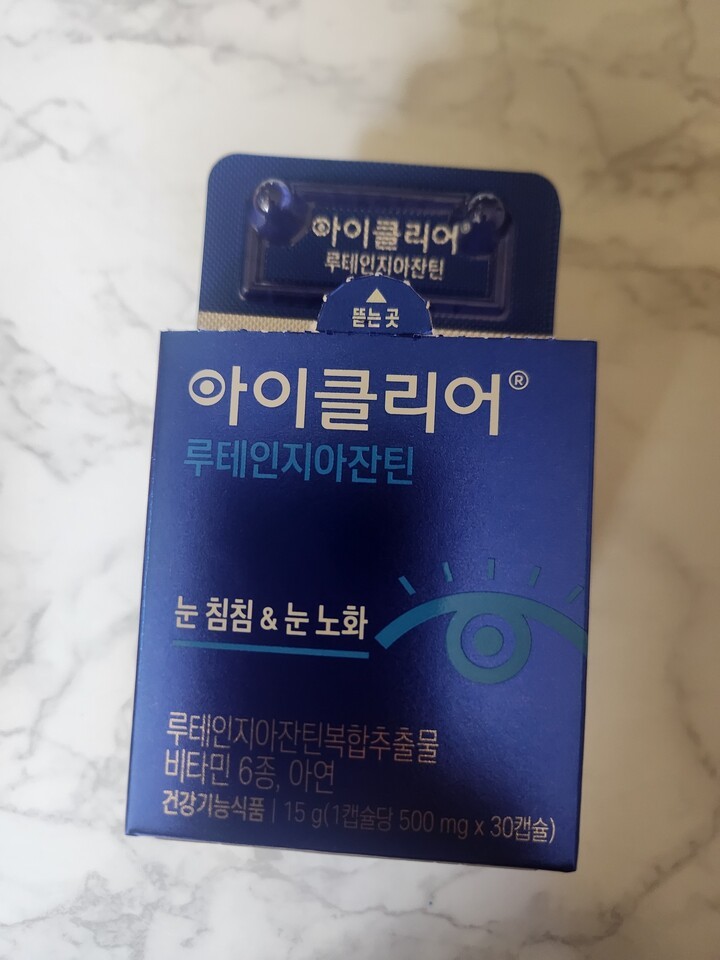 아이클리어®
루테인지아잔틴
뜯는 곳
아이클리어®
루테인지아잔틴
눈 침침 & 눈 노화
루테인지아잔틴복합추출물
비타민 6종, 아연
건강기능식품 | 15 g(1캡슐당 500 mg x 30캡슐)